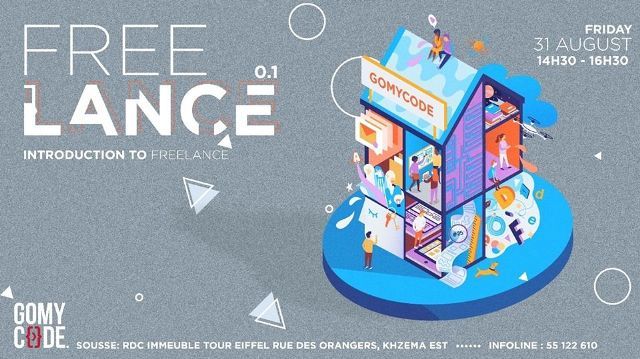 FREE
LANCE 0.1
INTRODUCTION TO FREELANCE
FRIDAY
31 AUGUST
14H30 - 16H30
GOMYCODE
GOMY
C{}DE.
SOUSSE: RDC IMMEUBLE TOUR EIFFEL RUE DES ORANGERS, KHZEMA EST •••••• INFOLINE : 55 122 610